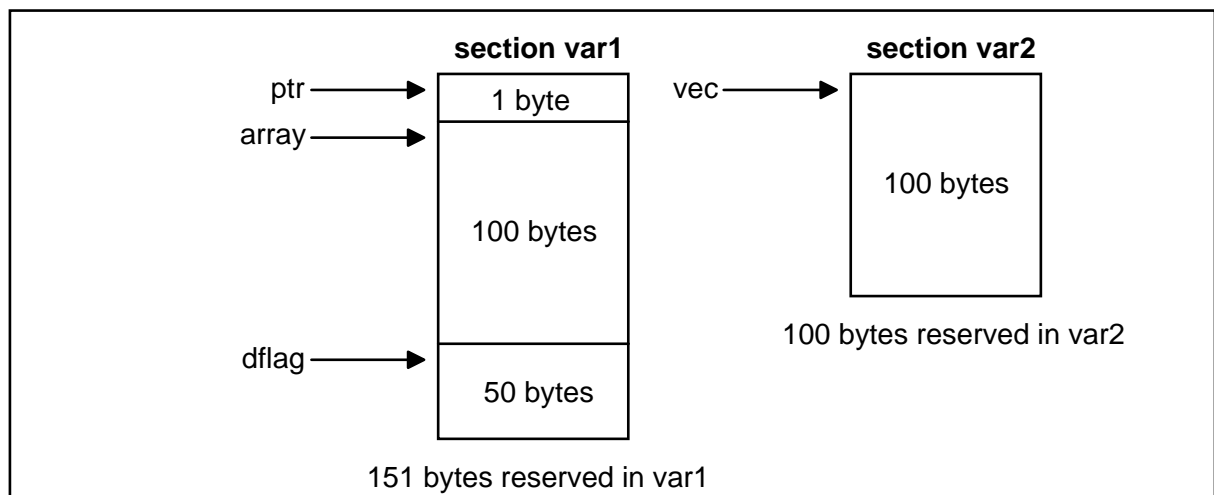 section var1
ptr
1 byte
array
100 bytes
dflag
50 bytes
151 bytes reserved in var1
section var2
vec
100 bytes
100 bytes reserved in var2